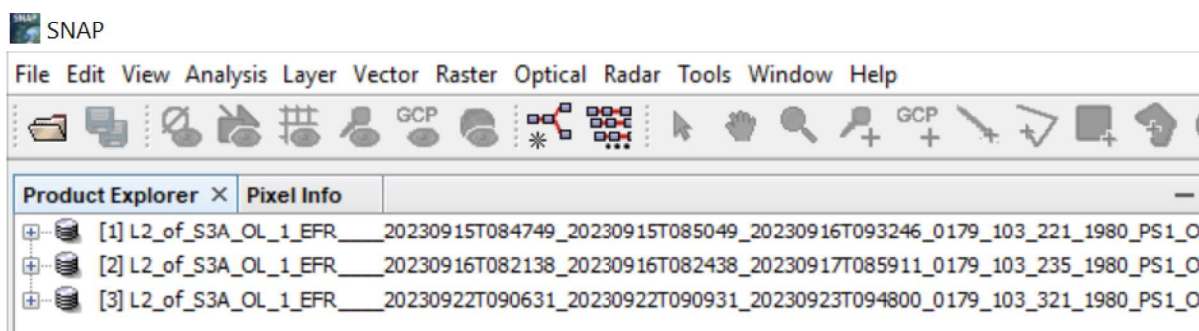 SNAP
File Edit View Analysis Layer Vector Raster Optical Radar Tools Window Help
GCP GCP
Product Explorer × Pixel Info
[1] L2_of_S3A_OL_1_EFR____20230915T084749_20230915T085049_20230916T093246_0179_103_221_1980_PS1_O
[2] L2_of_S3A_OL_1_EFR____20230916T082138_20230916T082438_20230917T085911_0179_103_235_1980_PS1_O
[3] L2_of_S3A_OL_1_EFR____20230922T090631_20230922T090931_20230923T094800_0179_103_321_1980_PS1_O